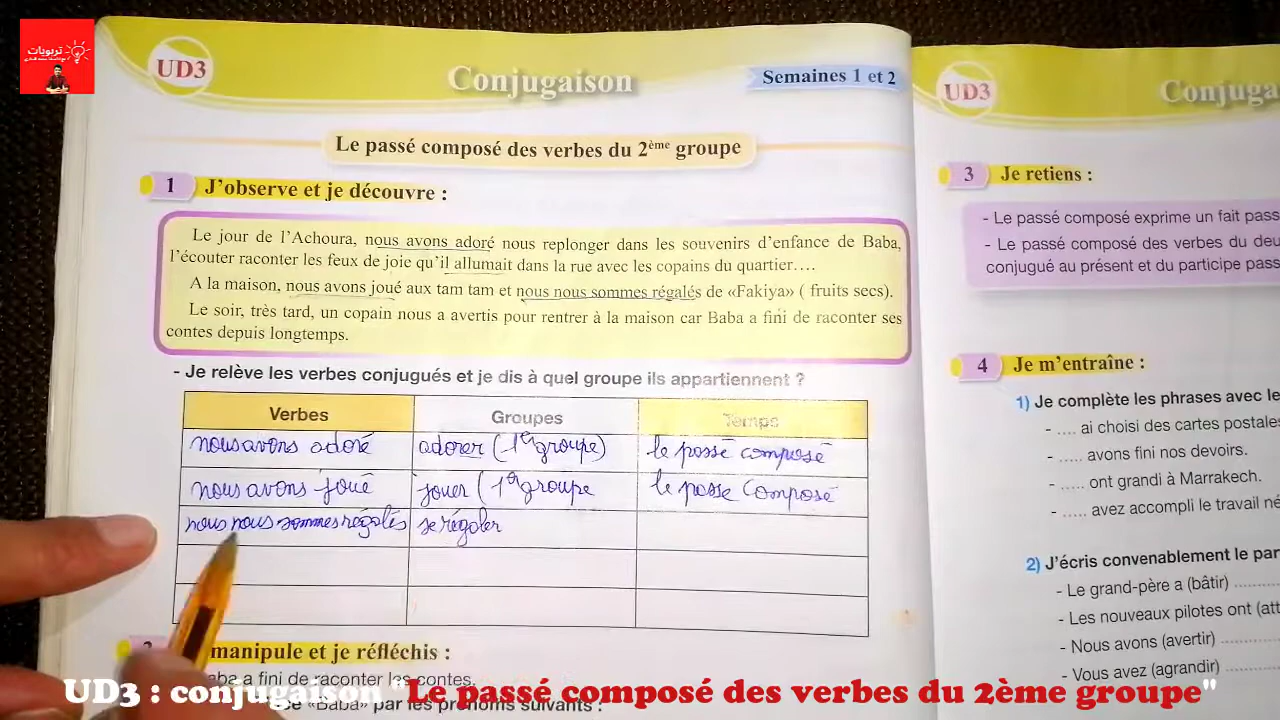 تربويات
UD3
Conjugaison
Semaines 1 et 2
Le passé composé des verbes du 2ème groupe
1 J'observe et je découvre :
Le jour de l'Achoura, nous avons adoré nous replonger dans les souvenirs d'enfance de Baba,
l'écouter raconter les feux de joie qu'il allumait dans la rue avec les copains du quartier….
A la maison, nous avons joué aux tam tam et nous nous sommes régalés de «Fakiya» ( fruits secs).
Le soir, très tard, un copain nous a avertis pour rentrer à la maison car Baba a fini de raconter ses
contes depuis longtemps.
- Je relève les verbes conjugués et je dis à quel groupe ils appartiennent ?
Verbes Groupes Temps
nous avons adoré adorer (1er groupe) le passé composé
nous avons joué jouer (1er groupe le passe composé
nous nous sommes régalés se régaler
manipule et je réfléchis :
aba a fini de raconter les contes.
«Baba» par les pronoms suivants :
UD3
Conjuga
3 Je retiens :
- Le passé composé exprime un fait pass
- Le passé composé des verbes du deu
conjugué au présent et du participe pass
4 Je m'entraîne :
1) Je complète les phrases avec le
- .... ai choisi des cartes postales
- ..... avons fini nos devoirs.
- ..... ont grandi à Marrakech.
- ..... avez accompli le travail né
2) J'écris convenablement le par
- Le grand-père a (bâtir)
- Les nouveaux pilotes ont (att
- Nous avons (avertir)
- Vous avez (agrandir)
UD3 : conjugaison "Le passé composé des verbes du 2ème groupe"